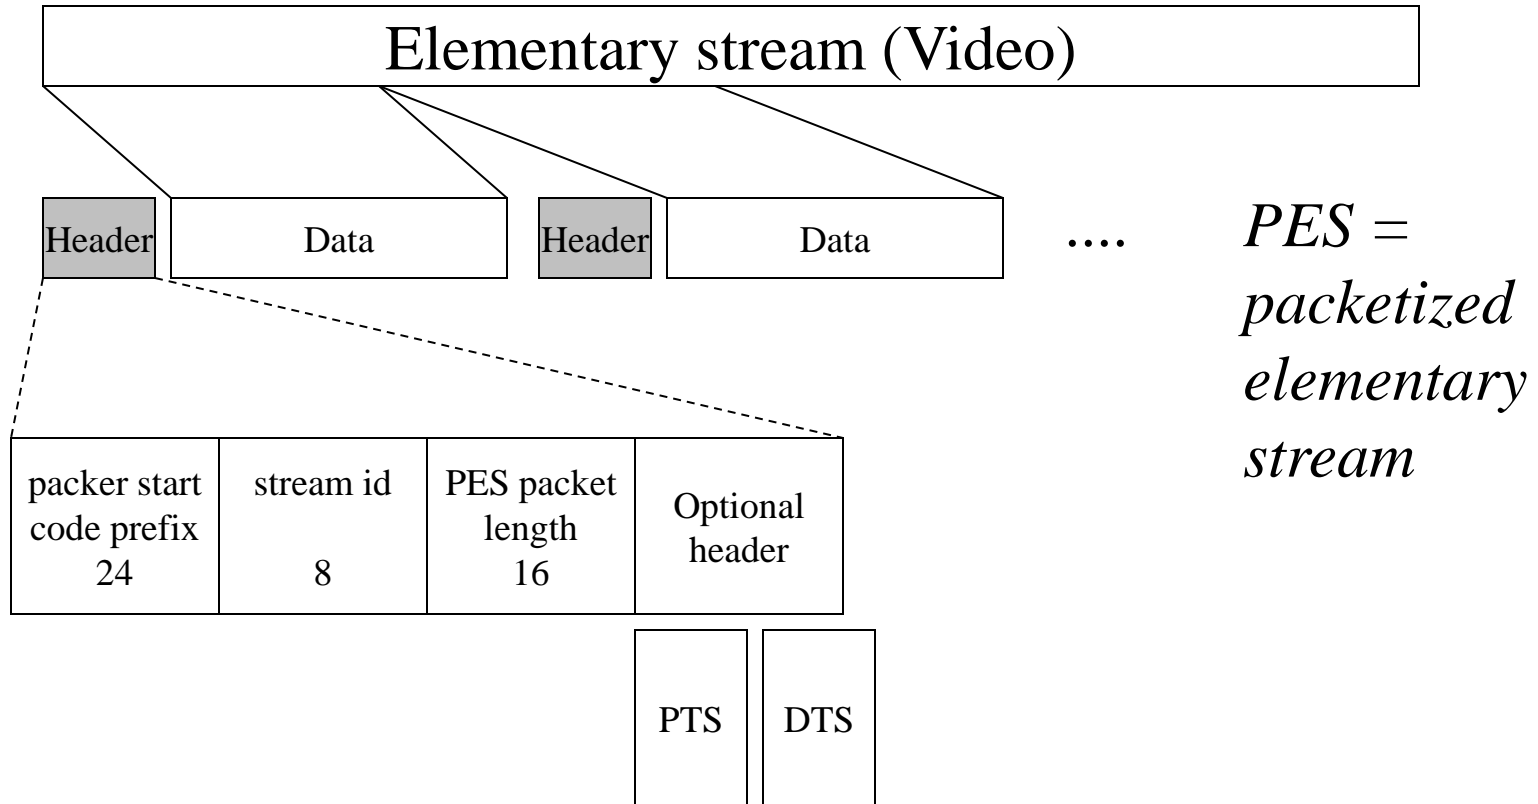 Elementary stream (Video)
Header
Data
Header
Data
....
PES =
packetized
elementary
stream
packer start
code prefix
24
stream id
8
PES packet
length
16
Optional
header
PTS
DTS